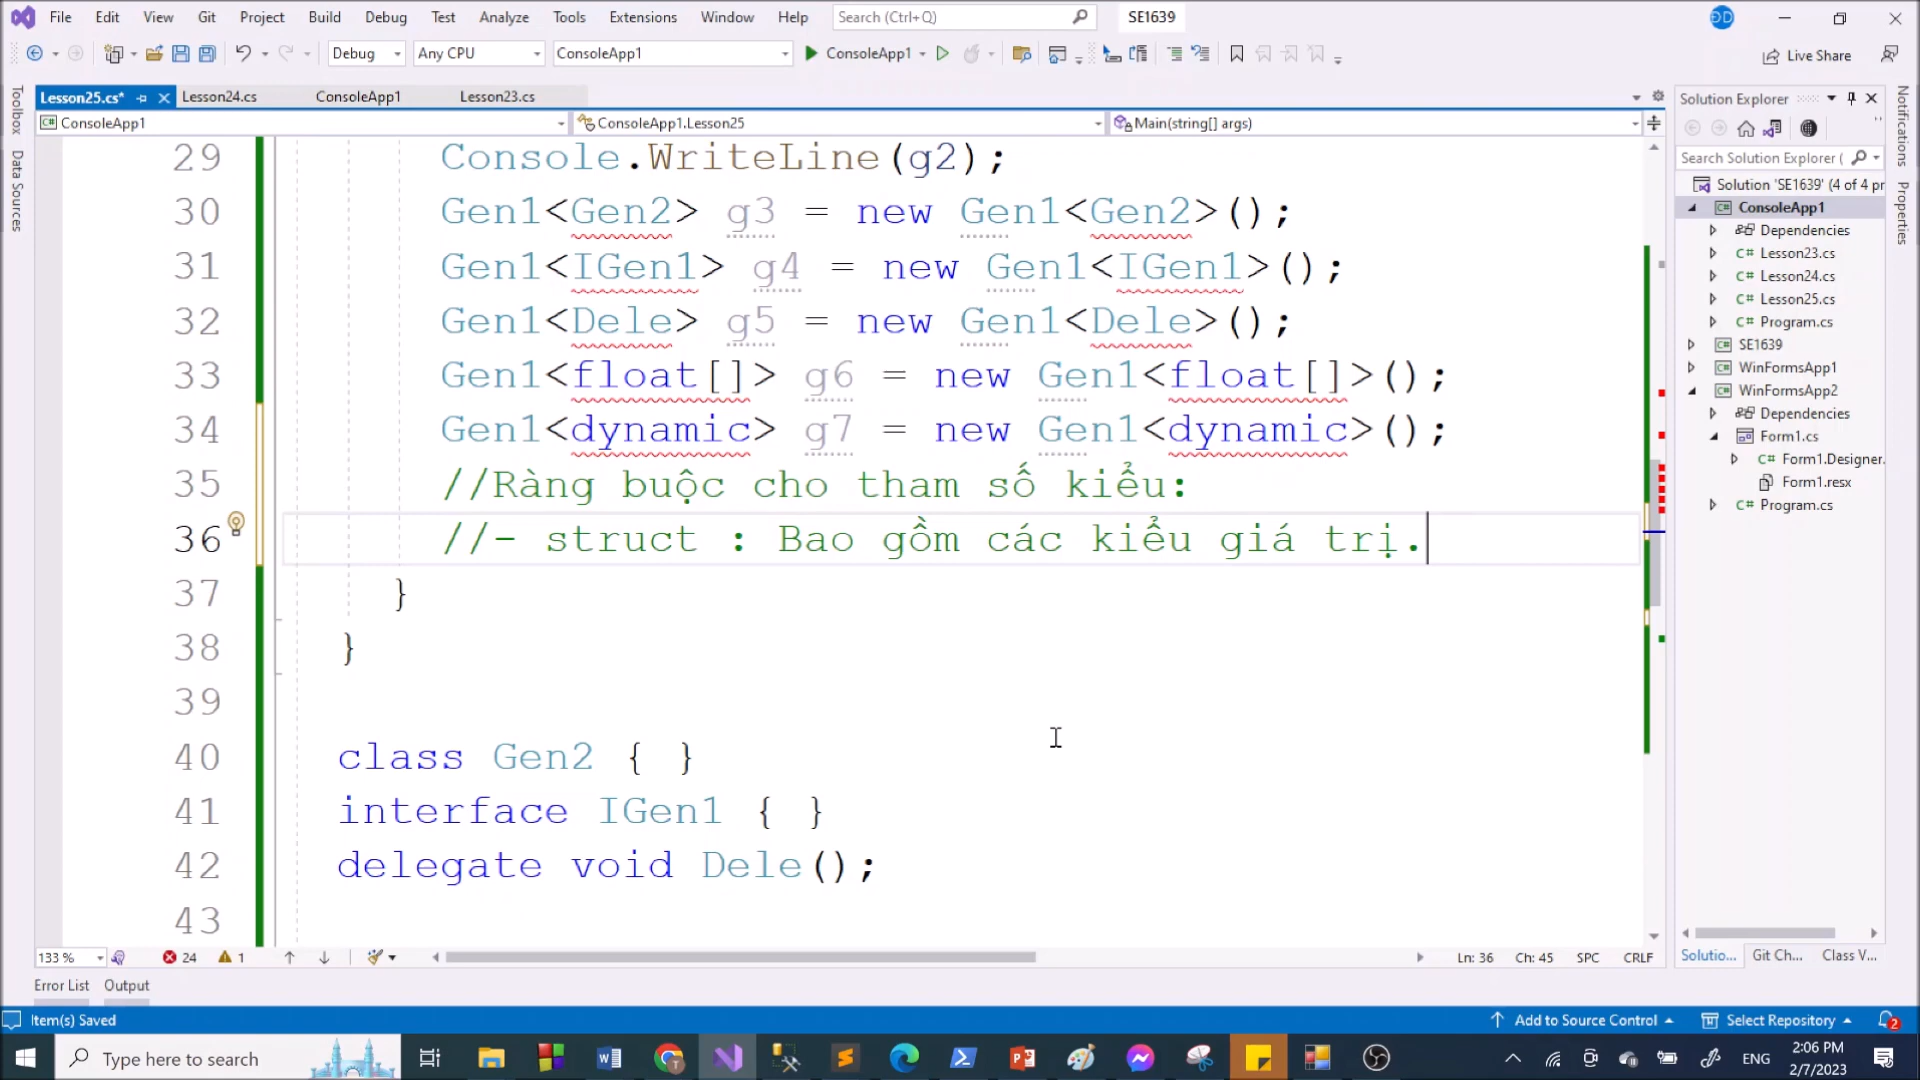 File Edit View Git Project Build Debug Test Analyze Tools Extensions Window Help Search (Ctrl+Q) SE1639 ĐD
Debug Any CPU ConsoleApp1 ConsoleApp1 Live Share
Lesson25.cs* Lesson24.cs ConsoleApp1 Lesson23.cs
ConsoleApp1 ConsoleApp1.Lesson25 Main(string[] args)
Toolbox
Data Sources
29 Console.WriteLine(g2);
30 Gen1<Gen2> g3 = new Gen1<Gen2>();
31 Gen1<IGen1> g4 = new Gen1<IGen1>();
32 Gen1<Dele> g5 = new Gen1<Dele>();
33 Gen1<float[]> g6 = new Gen1<float[]>();
34 Gen1<dynamic> g7 = new Gen1<dynamic>();
35 //Ràng buộc cho tham số kiểu:
36 //- struct : Bao gồm các kiểu giá trị.
37 }
38 }
39
40 class Gen2 { }
41 interface IGen1 { }
42 delegate void Dele();
43
133 % 24 1 Ln: 36 Ch: 45 SPC CRLF
Solution Explorer
Search Solution Explorer (
Solution 'SE1639' (4 of 4 pr
C# ConsoleApp1
Dependencies
C# Lesson23.cs
C# Lesson24.cs
C# Lesson25.cs
C# Program.cs
C# SE1639
C# WinFormsApp1
C# WinFormsApp2
Dependencies
Form1.cs
C# Form1.Designer.
Form1.resx
C# Program.cs
Solutio... Git Ch... Class V...
Notifications
Properties
Error List Output
Item(s) Saved Add to Source Control Select Repository 2
Type here to search ENG 2:06 PM
2/7/2023